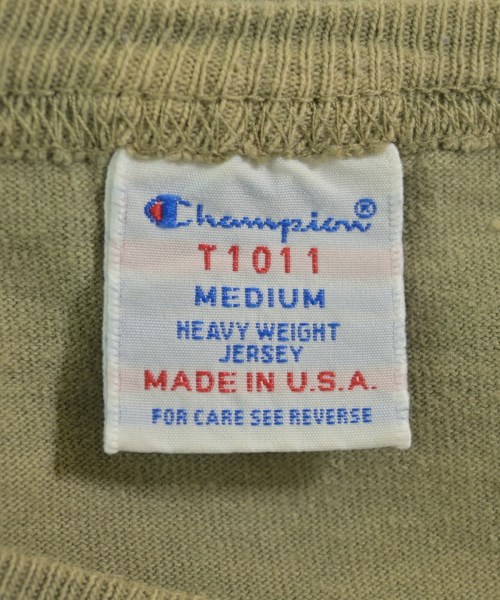 Champion®
T1011
MEDIUM
HEAVY WEIGHT
JERSEY
MADE IN U.S.A.
FOR CARE SEE REVERSE